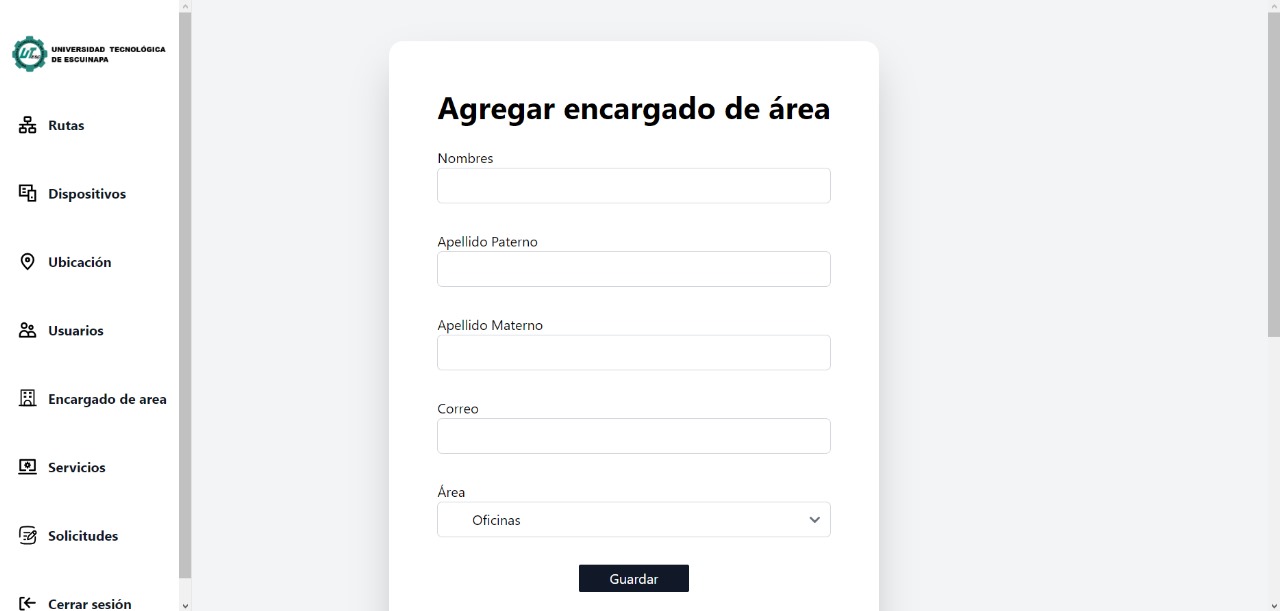 UNIVERSIDAD TECNOLÓGICA
DE ESCUINAPA
Rutas
Dispositivos
Ubicación
Usuarios
Encargado de area
Servicios
Solicitudes
Cerrar sesión
Agregar encargado de área
Nombres
Apellido Paterno
Apellido Materno
Correo
Área
Oficinas
Guardar